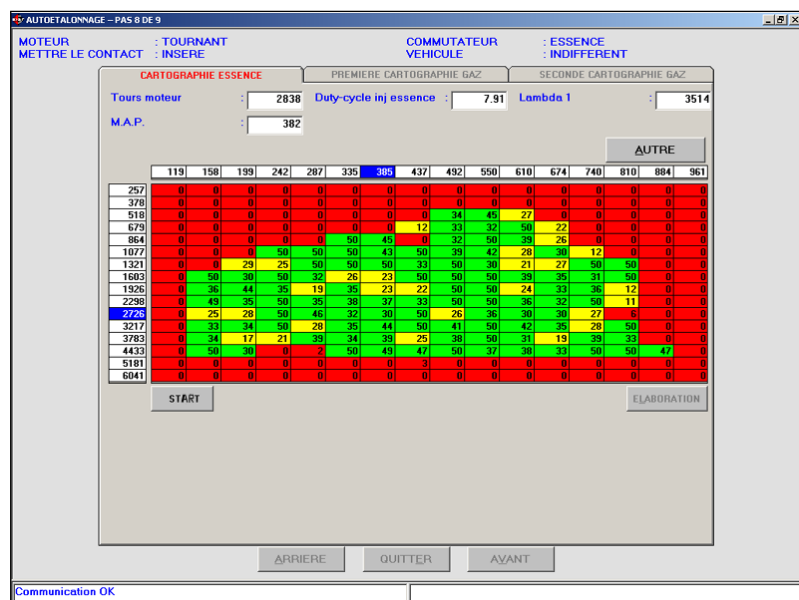 AUTOETALONNAGE – PAS 8 DE 9
MOTEUR : TOURNANT COMMUTATEUR : ESSENCE
METTRE LE CONTACT : INSERE VEHICULE : INDIFFERENT
CARTOGRAPHIE ESSENCE PREMIERE CARTOGRAPHIE GAZ SECONDE CARTOGRAPHIE GAZ
Tours moteur : 2838 Duty-cycle inj essence : 7.91 Lambda 1 : 3514
M.A.P. : 382
AUTRE
119 158 199 242 287 335 385 437 492 550 610 674 740 810 884 961
257 0 0 0 0 0 0 0 0 0 0 0 0 0 0 0 0
378 0 0 0 0 0 0 0 0 0 0 0 0 0 0 0 0
518 0 0 0 0 0 0 0 0 34 45 27 0 0 0 0 0
679 0 0 0 0 0 0 0 12 33 32 50 22 0 0 0 0
864 0 0 0 0 0 50 45 0 32 50 39 26 0 0 0 0
1077 0 0 0 50 50 50 43 50 39 42 28 30 12 0 0 0
1321 0 0 29 25 50 50 50 33 50 30 21 27 50 50 0 0
1603 0 50 30 50 32 26 23 50 50 50 39 35 31 50 0 0
1926 0 36 44 35 19 35 23 22 50 50 24 33 36 12 0 0
2298 0 49 35 50 35 38 37 33 50 50 36 32 50 11 0 0
2726 0 25 28 50 46 32 30 50 26 36 30 30 27 6 0 0
3217 0 33 34 50 28 35 44 50 41 50 42 35 28 50 0 0
3783 0 34 17 21 39 34 39 25 38 50 31 19 39 33 0 0
4433 0 50 30 0 2 50 49 47 50 37 38 33 50 50 47 0
5181 0 0 0 0 0 0 0 3 0 0 0 0 0 0 0 0
6041 0 0 0 0 0 0 0 0 0 0 0 0 0 0 0 0
START ELABORATION
ARRIERE QUITTER AVANT
Communication OK